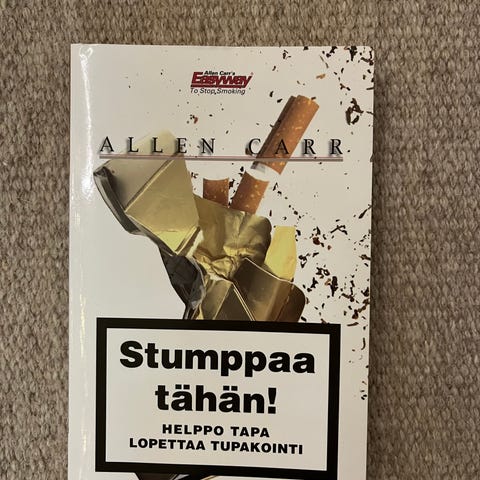 Allen Carr's
Easyway
To Stop Smoking
ALLEN CARR
Stumppaa
tähän!
HELPPO TAPA
LOPETTAA TUPAKOINTI